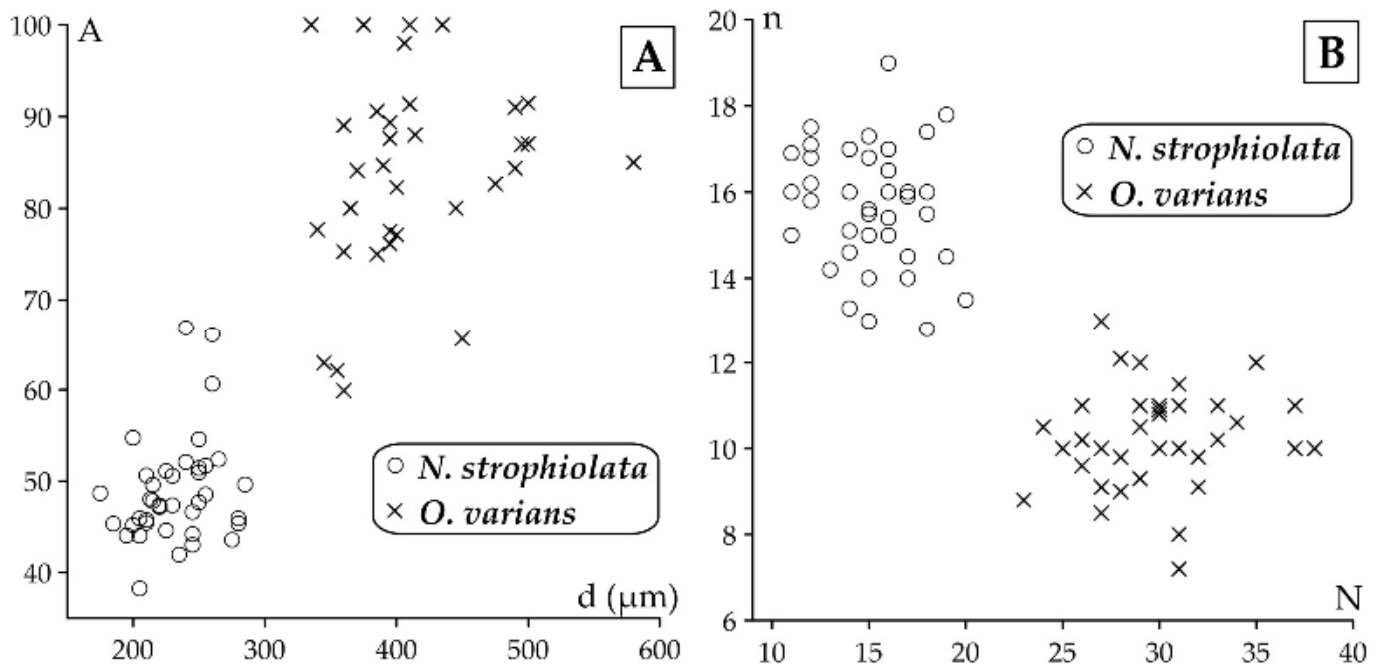 A
A
100
90
80
70
60
50
40
N. strophiolata
O. varians
d (µm)
200 300 400 500 600
n
B
20
18
16
14
12
10
8
6
N. strophiolata
O. varians
N
10 15 20 25 30 35 40